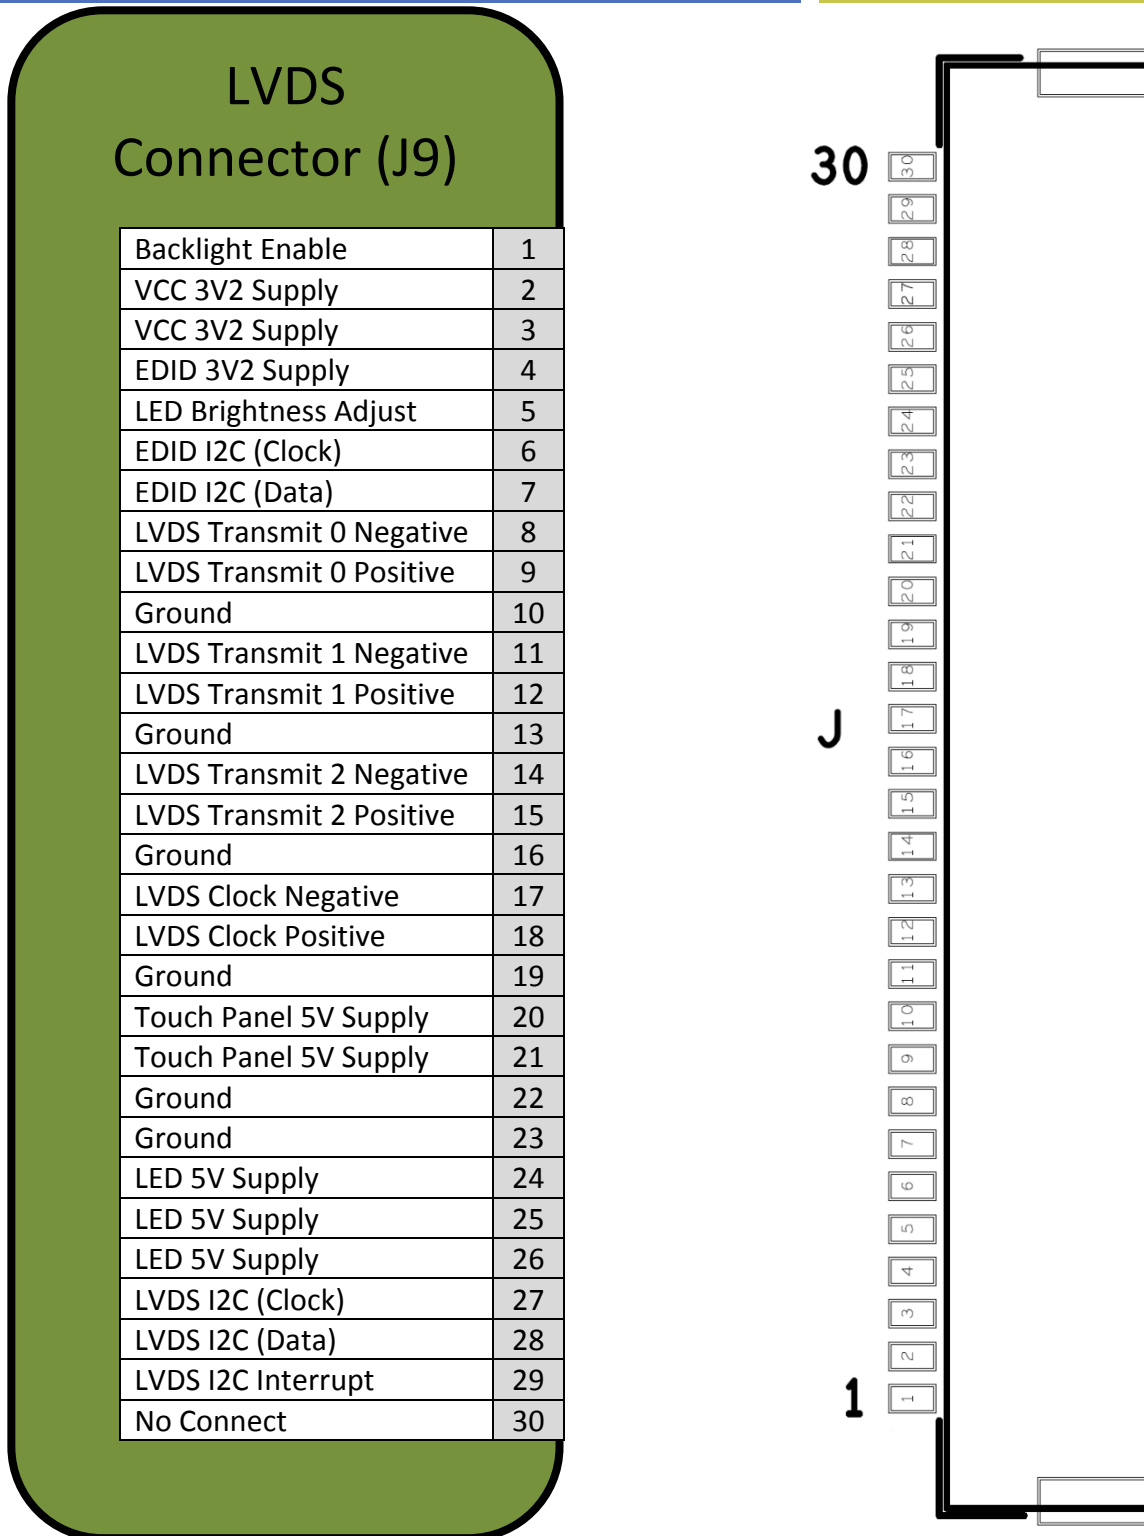 LVDS
Connector (J9)
Backlight Enable 1
VCC 3V2 Supply 2
VCC 3V2 Supply 3
EDID 3V2 Supply 4
LED Brightness Adjust 5
EDID I2C (Clock) 6
EDID I2C (Data) 7
LVDS Transmit 0 Negative 8
LVDS Transmit 0 Positive 9
Ground 10
LVDS Transmit 1 Negative 11
LVDS Transmit 1 Positive 12
Ground 13
LVDS Transmit 2 Negative 14
LVDS Transmit 2 Positive 15
Ground 16
LVDS Clock Negative 17
LVDS Clock Positive 18
Ground 19
Touch Panel 5V Supply 20
Touch Panel 5V Supply 21
Ground 22
Ground 23
LED 5V Supply 24
LED 5V Supply 25
LED 5V Supply 26
LVDS I2C (Clock) 27
LVDS I2C (Data) 28
LVDS I2C Interrupt 29
No Connect 30
30 30
29
28
27
26
25
24
23
22
21
20
19
18
J 17
16
15
14
13
12
11
10
9
8
7
6
5
4
3
2
1 1